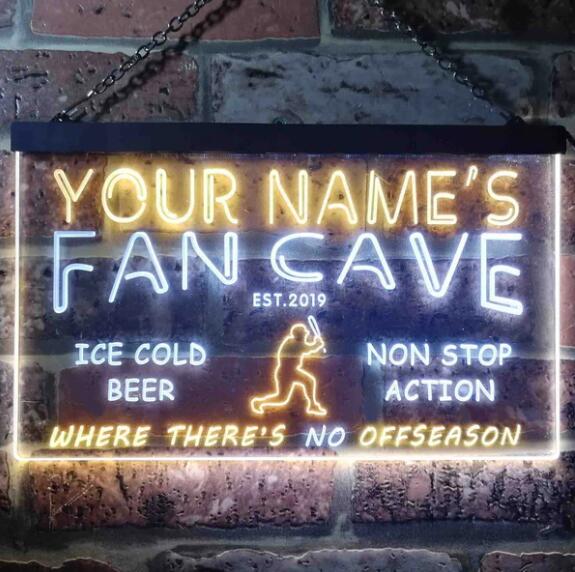 YOUR NAME'S
FAN CAVE
EST.2019
ICE COLD
BEER
NON STOP
ACTION
WHERE THERE'S NO OFFSEASON